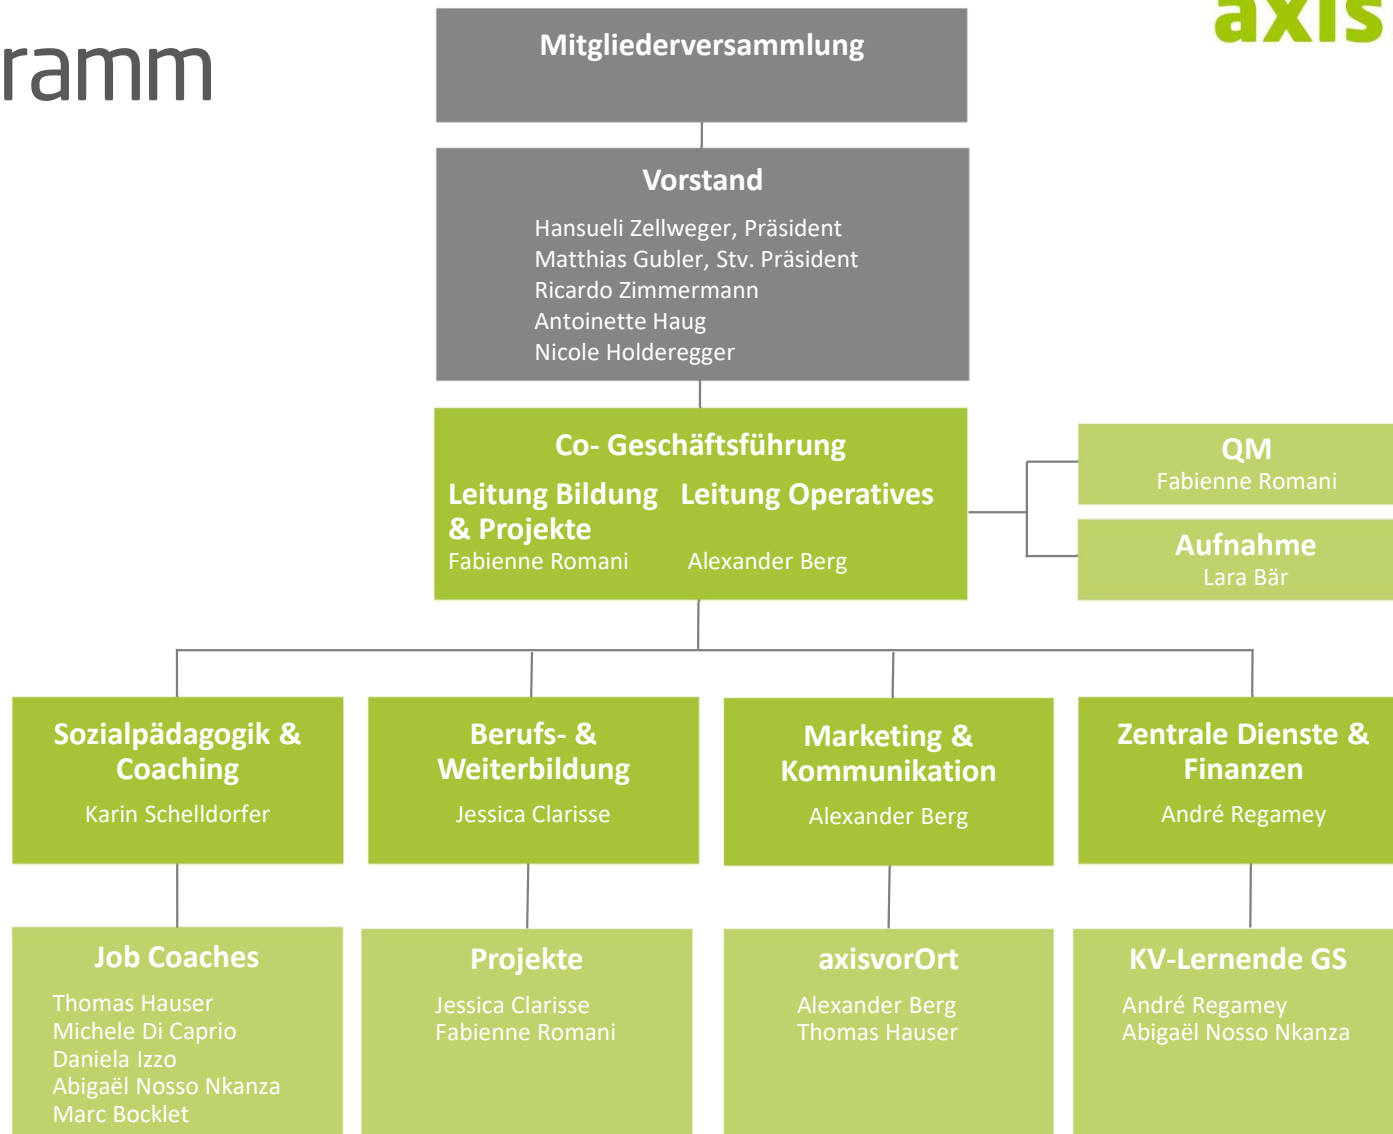 ramm
axis
Mitgliederversammlung
Vorstand
Hansueli Zellweger, Präsident
Matthias Gubler, Stv. Präsident
Ricardo Zimmermann
Antoinette Haug
Nicole Holderegger
Co- Geschäftsführung
Leitung Bildung & Projekte
Fabienne Romani
Leitung Operatives
Alexander Berg
QM
Fabienne Romani
Aufnahme
Lara Bär
Sozialpädagogik &
Coaching
Karin Schelldorfer
Berufs- &
Weiterbildung
Jessica Clarisse
Marketing &
Kommunikation
Alexander Berg
Zentrale Dienste &
Finanzen
André Regamey
Job Coaches
Thomas Hauser
Michele Di Caprio
Daniela Izzo
Abigaël Nosso Nkanza
Marc Bocklet
Projekte
Jessica Clarisse
Fabienne Romani
axisvorOrt
Alexander Berg
Thomas Hauser
KV-Lernende GS
André Regamey
Abigaël Nosso Nkanza